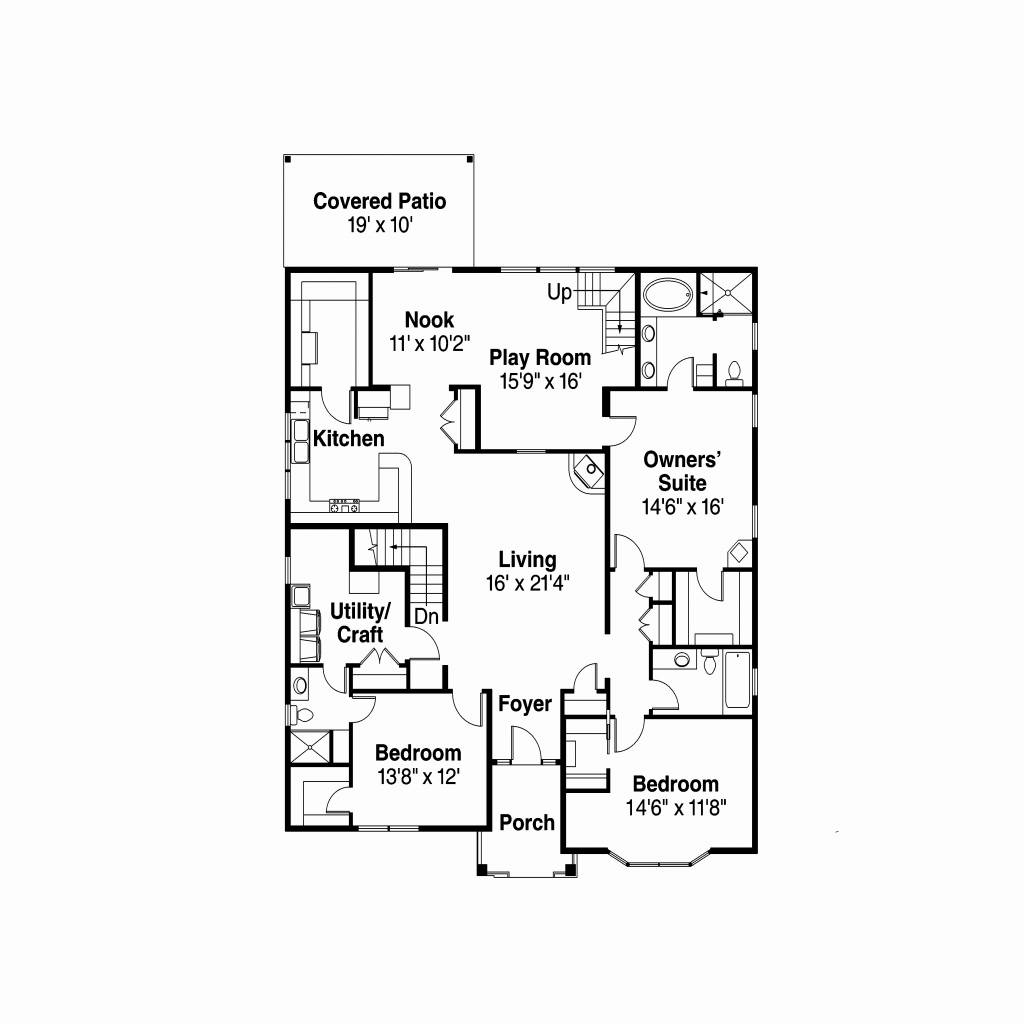 Covered Patio
19' x 10'
Up
Nook
11' x 10'2"
Play Room
15'9" x 16'
Kitchen
Owners’
Suite
14'6" x 16'
Living
16' x 21'4"
Utility/
Craft
Dn
Foyer
Bedroom
13'8" x 12'
Bedroom
14'6" x 11'8"
Porch